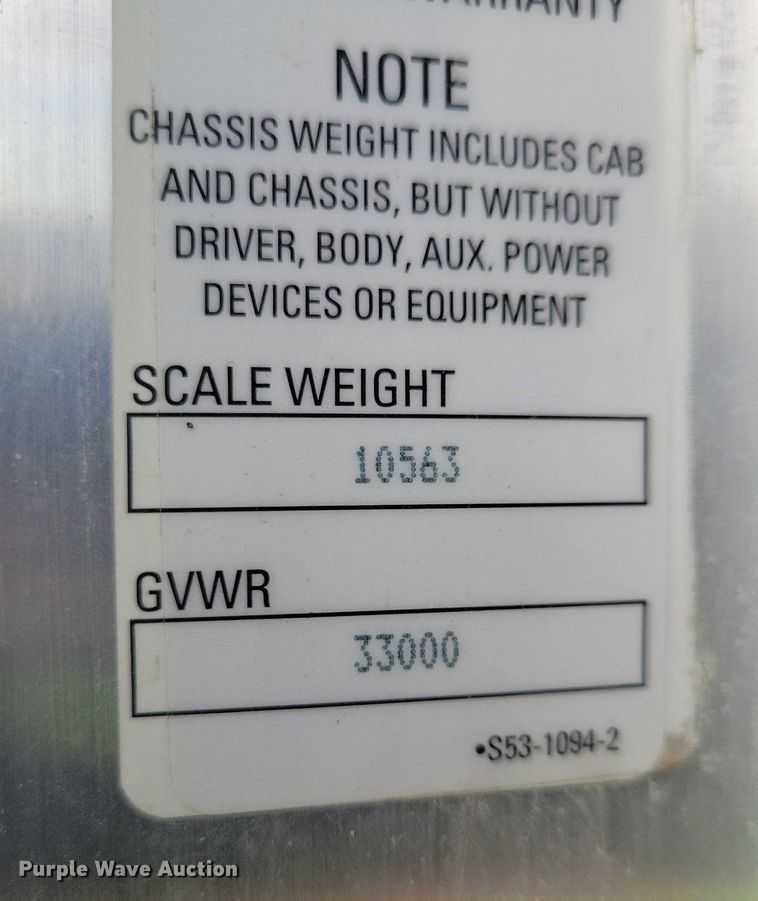 WARRANTY
NOTE
CHASSIS WEIGHT INCLUDES CAB
AND CHASSIS, BUT WITHOUT
DRIVER, BODY, AUX. POWER
DEVICES OR EQUIPMENT
SCALE WEIGHT
10563
GVWR
33000
•S53-1094-2
Purple Wave Auction